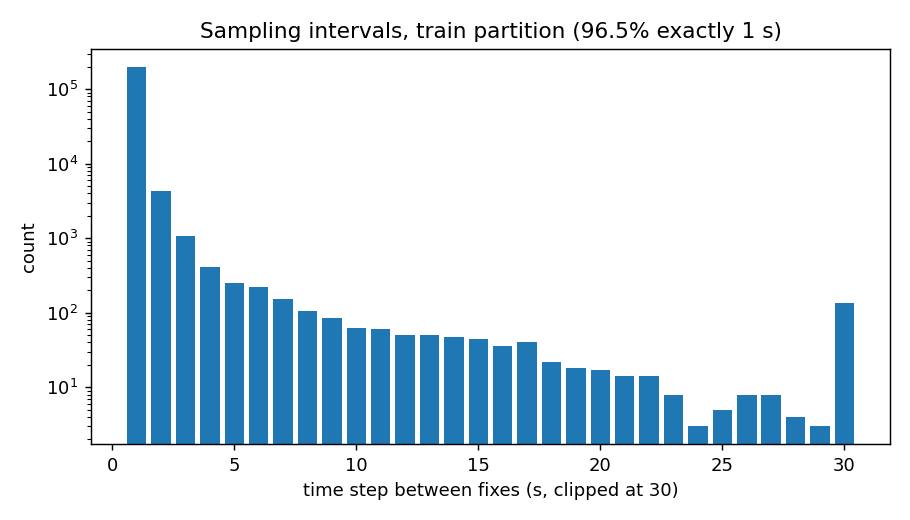 Sampling intervals, train partition (96.5% exactly 1 s)
10^5
10^4
10^3
10^2
10^1
count
0 5 10 15 20 25 30
time step between fixes (s, clipped at 30)